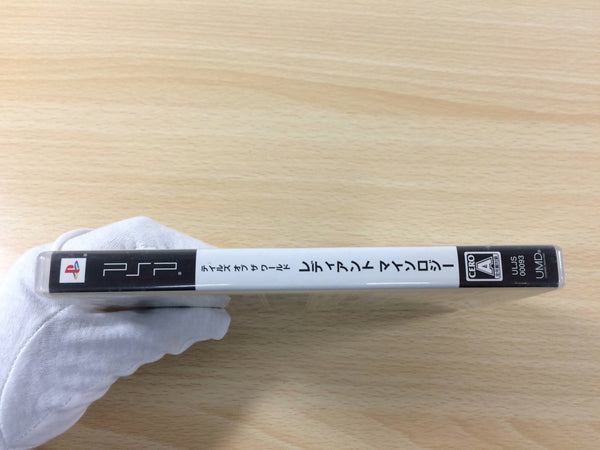 PSP
テイルズ オブ ザ ワールド
レディアント マイソロジー
CERO
A
ULJS
00093
UMD